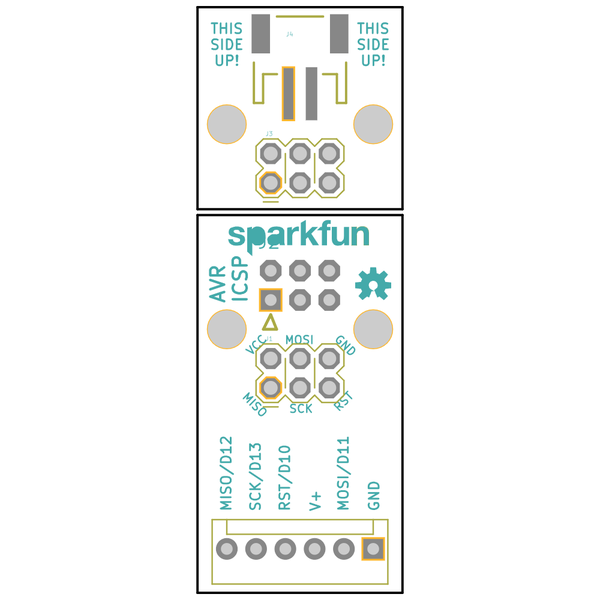 THIS
SIDE
UP!
J4
THIS
SIDE
UP!
J3
sparkfun
J2
AVR
ICSP
J1
VCC
MOSI
GND
MISO
SCK
RST
MISO/D12
SCK/D13
RST/D10
V+
MOSI/D11
GND